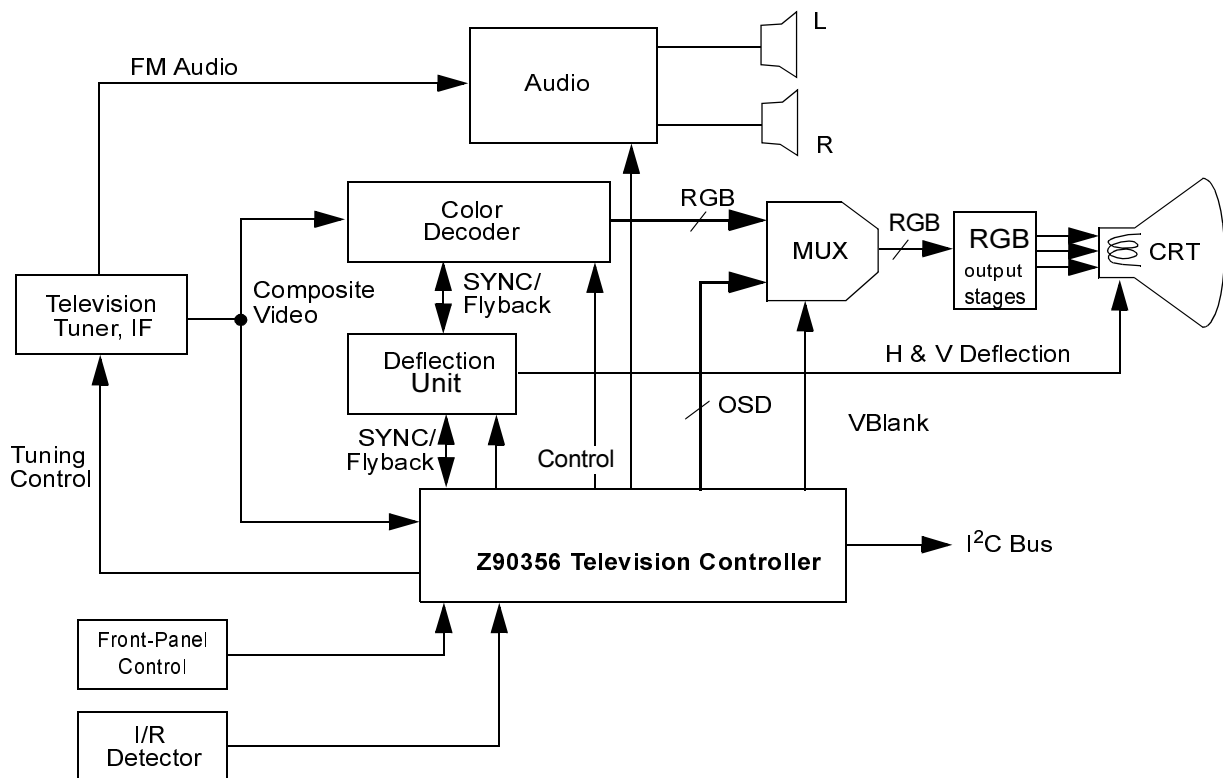 L
FM Audio
Audio
R
Color
Decoder
RGB
MUX
RGB
RGB
output
stages
CRT
Television
Tuner, IF
Composite
Video
SYNC/
Flyback
Deflection
Unit
H & V Deflection
OSD
VBlank
Tuning
Control
SYNC/
Flyback
Control
Z90356 Television Controller
I²C Bus
Front-Panel
Control
I/R
Detector